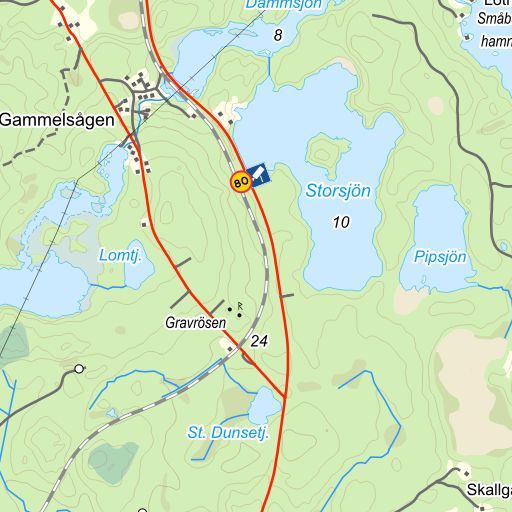 Dammsjön
8
Småb
hamn
Gammelsågen
80
Storsjön
10
Lomtj.
Pipsjön
R
Gravrösen
24
St. Dunsetj.
Skallga